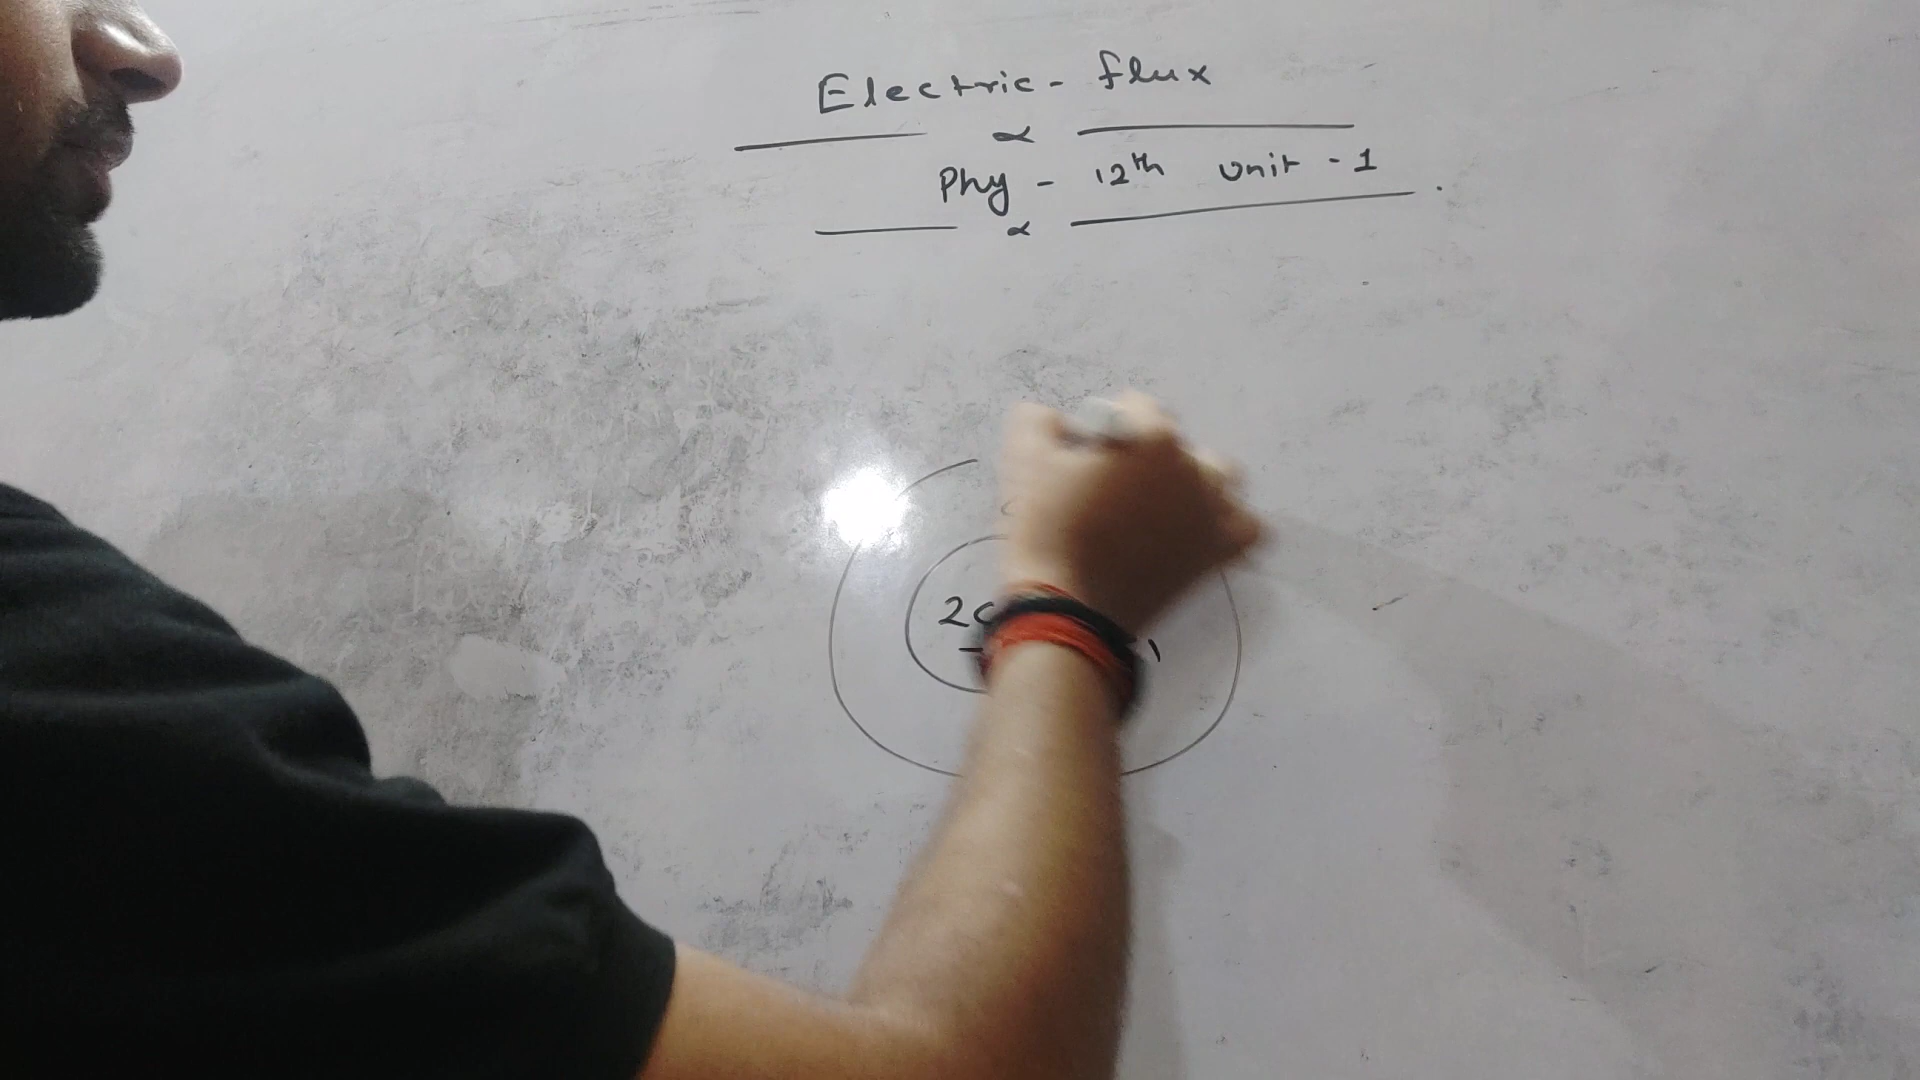 Electric - flux
Phy - 12th Unit - 1